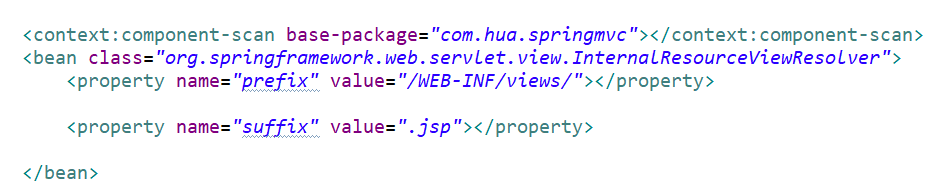 <context:component-scan base-package="com.hua.springmvc"></context:component-scan>
<bean class="org.springframework.web.servlet.view.InternalResourceViewResolver">
    <property name="prefix" value="/WEB-INF/views/"></property>
    <property name="suffix" value=".jsp"></property>
</bean>